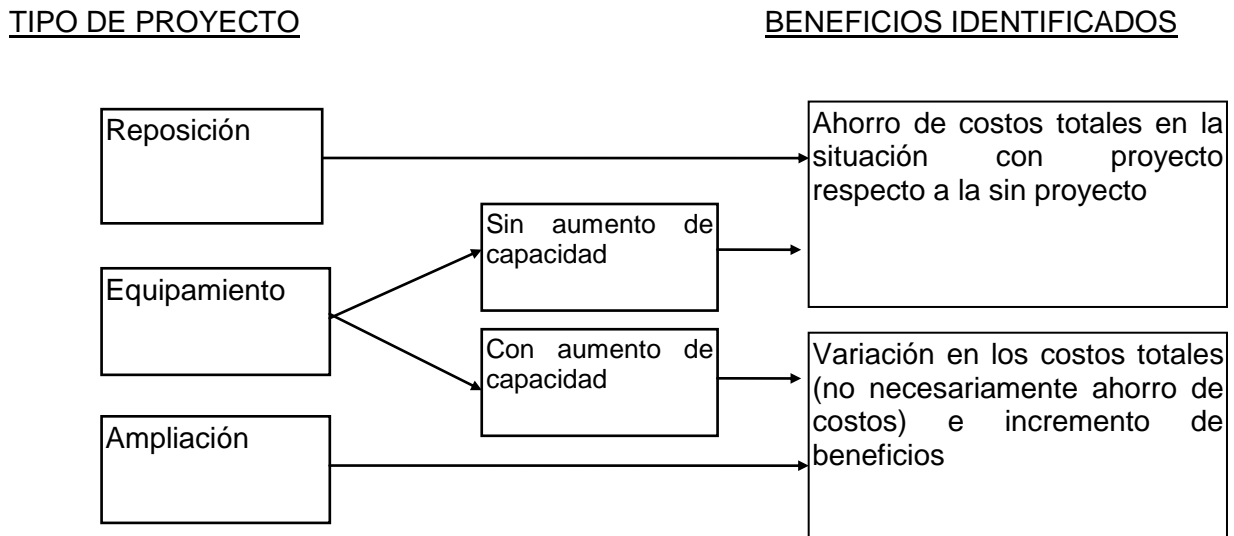 TIPO DE PROYECTO
BENEFICIOS IDENTIFICADOS
Reposición
Ahorro de costos totales en la
situación con proyecto
respecto a la sin proyecto
Sin aumento de
capacidad
Equipamiento
Con aumento de
capacidad
Variación en los costos totales
(no necesariamente ahorro de
costos) e incremento de
beneficios
Ampliación